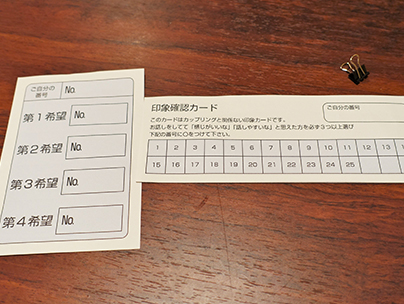 ご自分の
番号
No.
第1希望 No.
第2希望 No.
第3希望 No.
第4希望 No.
印象確認カード
ご自分の番号
このカードはカップリングと関係ない印象カードです。
お話しをしてて「感じがいいな」「話しやすいな」と思えた方を必ず3つ以上選び
下記の番号に〇をつけて下さい。
1 2 3 4 5 6 7 8 9 10 11 12 13
15 16 17 18 19 20 21 22 23 24 25